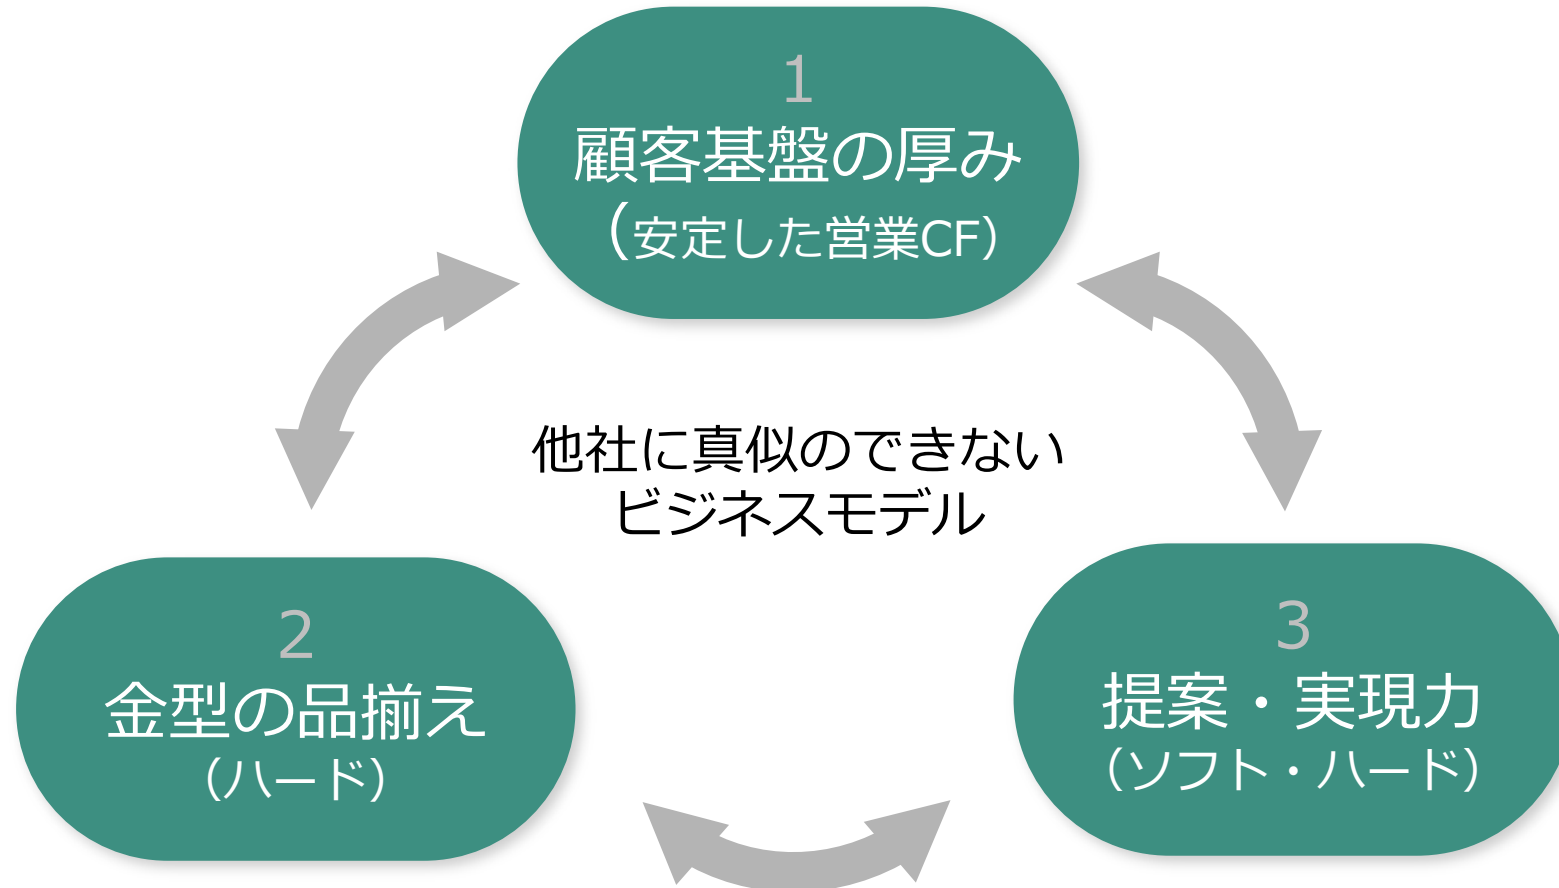 1
顧客基盤の厚み
（安定した営業CF）
他社に真似のできない
ビジネスモデル
2
金型の品揃え
（ハード）
3
提案・実現力
（ソフト・ハード）